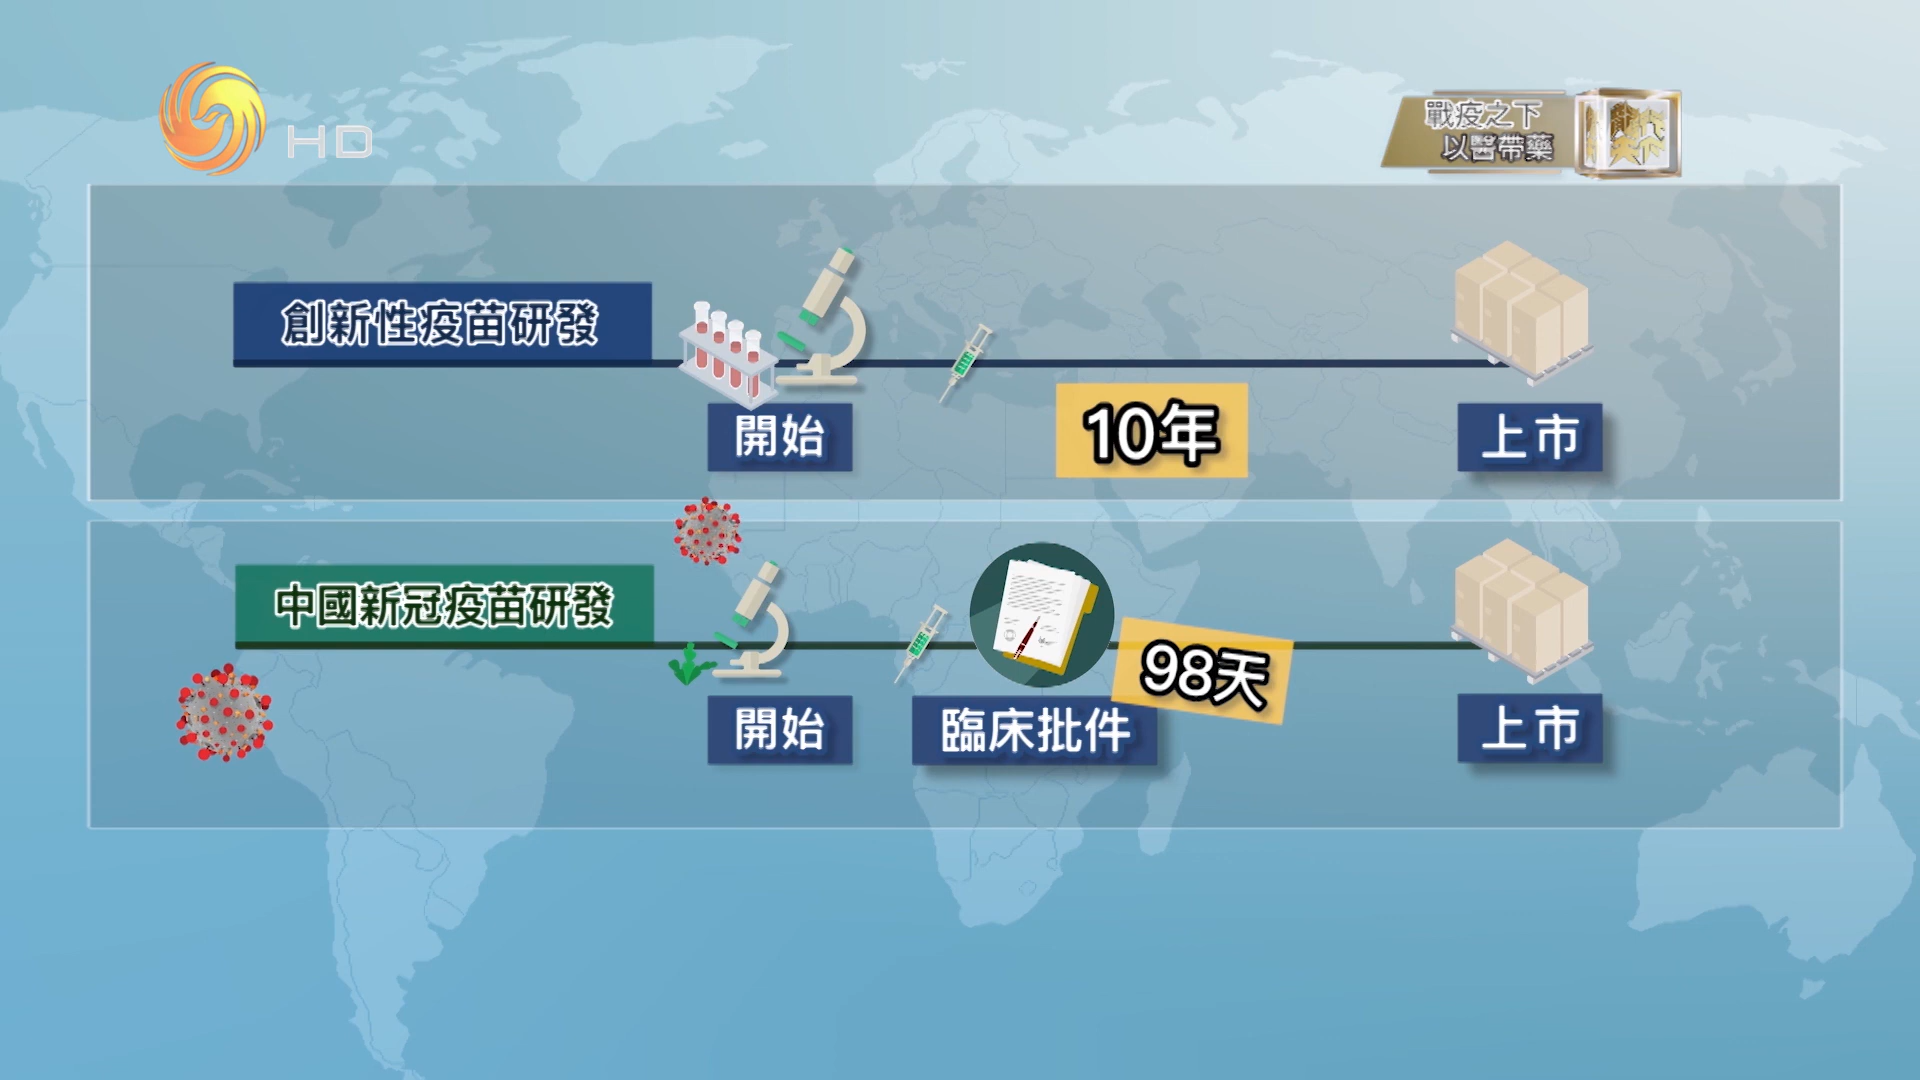 HD
戰疫之下
以醫帶藥
創新性疫苗研發
開始
10年
上市
中國新冠疫苗研發
98天
開始
臨床批件
上市